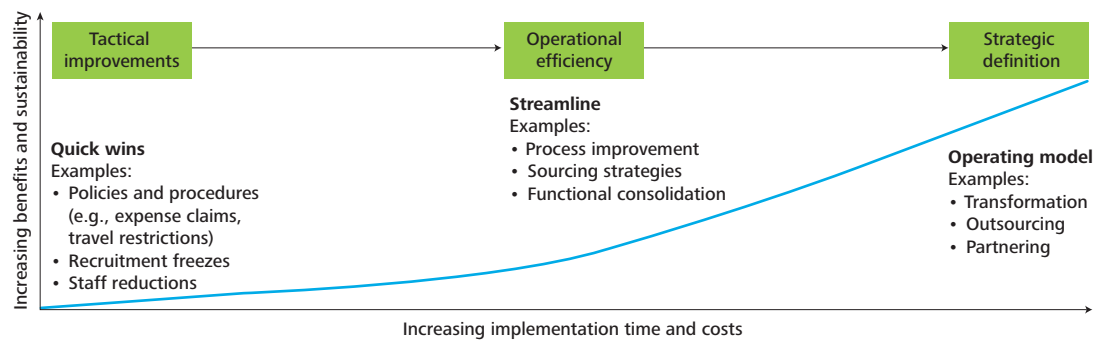 Increasing benefits and sustainability
Tactical
improvements
Operational
efficiency
Strategic
definition
Quick wins
Examples:
• Policies and procedures
(e.g., expense claims,
travel restrictions)
• Recruitment freezes
• Staff reductions
Streamline
Examples:
• Process improvement
• Sourcing strategies
• Functional consolidation
Operating model
Examples:
• Transformation
• Outsourcing
• Partnering
Increasing implementation time and costs